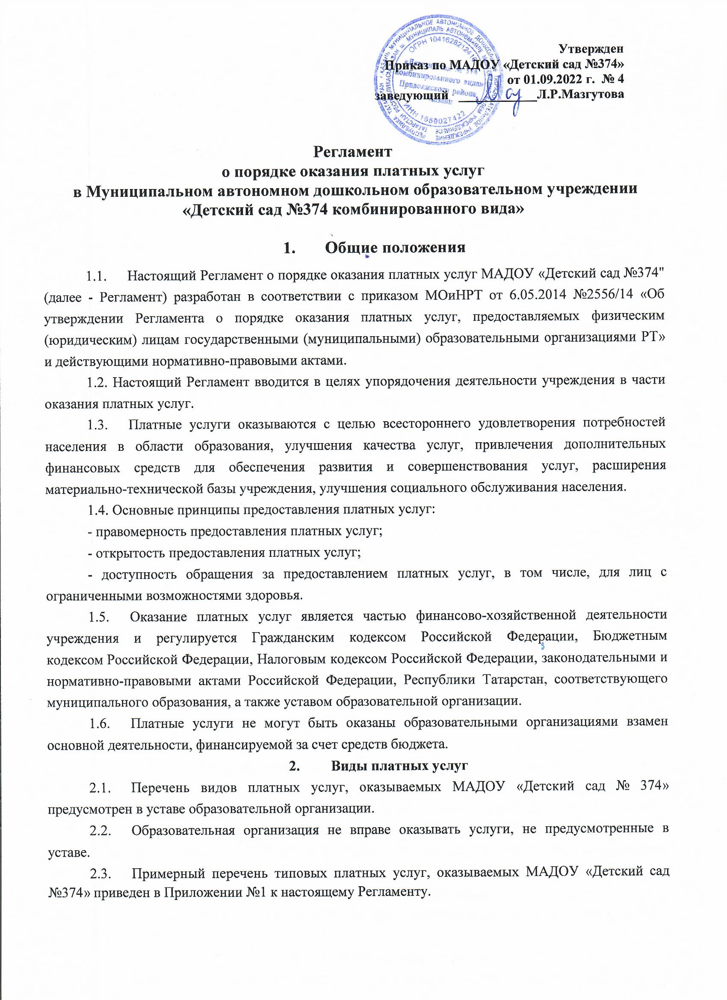 Утвержден
Приказ по МАДОУ «Детский сад №374»
от 01.09.2022 г. № 4
заведующий ____________Л.Р.Мазгутова
ОГРН 1041628212416
«Детский сад № 374
комбинированного вида»
Приволжского района
Казани
ИНН 1659027422
Регламент
о порядке оказания платных услуг
в Муниципальном автономном дошкольном образовательном учреждении
«Детский сад №374 комбинированного вида»
1. Общие положения
1.1. Настоящий Регламент о порядке оказания платных услуг МАДОУ «Детский сад №374"
(далее - Регламент) разработан в соответствии с приказом МОиНРТ от 6.05.2014 №2556/14 «Об
утверждении Регламента о порядке оказания платных услуг, предоставляемых физическим
(юридическим) лицам государственными (муниципальными) образовательными организациями РТ»
и действующими нормативно-правовыми актами.
1.2. Настоящий Регламент вводится в целях упорядочения деятельности учреждения в части
оказания платных услуг.
1.3. Платные услуги оказываются с целью всестороннего удовлетворения потребностей
населения в области образования, улучшения качества услуг, привлечения дополнительных
финансовых средств для обеспечения развития и совершенствования услуг, расширения
материально-технической базы учреждения, улучшения социального обслуживания населения.
1.4. Основные принципы предоставления платных услуг:
- правомерность предоставления платных услуг;
- открытость предоставления платных услуг;
- доступность обращения за предоставлением платных услуг, в том числе, для лиц с
ограниченными возможностями здоровья.
1.5. Оказание платных услуг является частью финансово-хозяйственной деятельности
учреждения и регулируется Гражданским кодексом Российской Федерации, Бюджетным
кодексом Российской Федерации, Налоговым кодексом Российской Федерации, законодательными и
нормативно-правовыми актами Российской Федерации, Республики Татарстан, соответствующего
муниципального образования, а также уставом образовательной организации.
1.6. Платные услуги не могут быть оказаны образовательными организациями взамен
основной деятельности, финансируемой за счет средств бюджета.
2. Виды платных услуг
2.1. Перечень видов платных услуг, оказываемых МАДОУ «Детский сад № 374»
предусмотрен в уставе образовательной организации.
2.2. Образовательная организация не вправе оказывать услуги, не предусмотренные в
уставе.
2.3. Примерный перечень типовых платных услуг, оказываемых МАДОУ «Детский сад
№374» приведен в Приложении №1 к настоящему Регламенту.